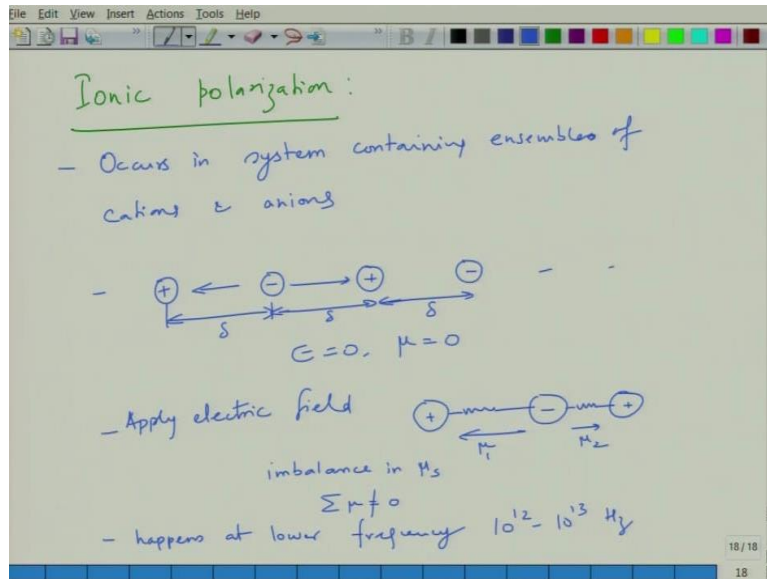 File Edit View Insert Actions Tools Help
B I
Ionic polarization :
- Occurs in system containing ensembles of
cations & anions
- + ← - → + - - -
δ δ δ
E = 0, μ = 0
- Apply electric field + - +
μ1 μ2
imbalance in μs
Σμ ≠ 0
- happens at lower frequency 10^12 - 10^13 Hz
18 / 18
18